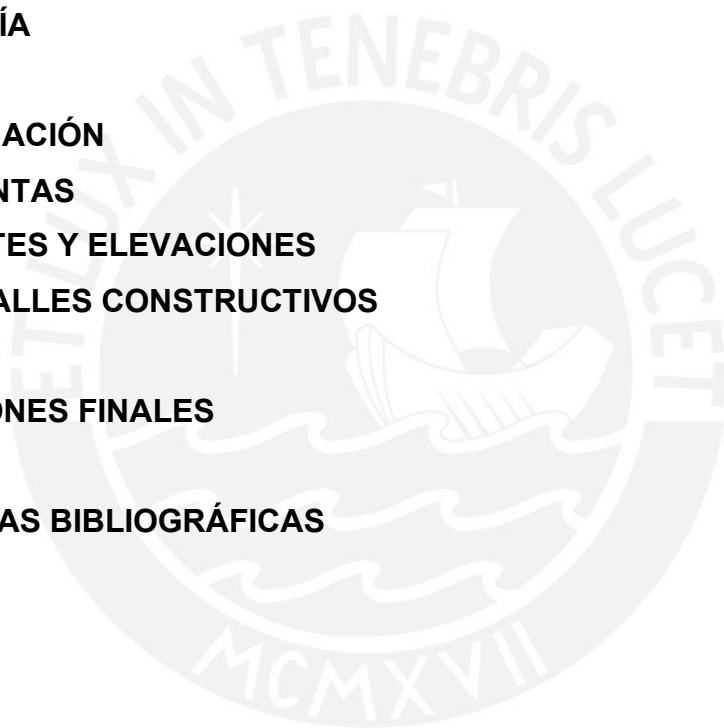 ÍA
ACIÓN
NTAS
TES Y ELEVACIONES
ALLES CONSTRUCTIVOS
ONES FINALES
AS BIBLIOGRÁFICAS
ET LUX IN TENEBRIS LUCET
MCMXVII